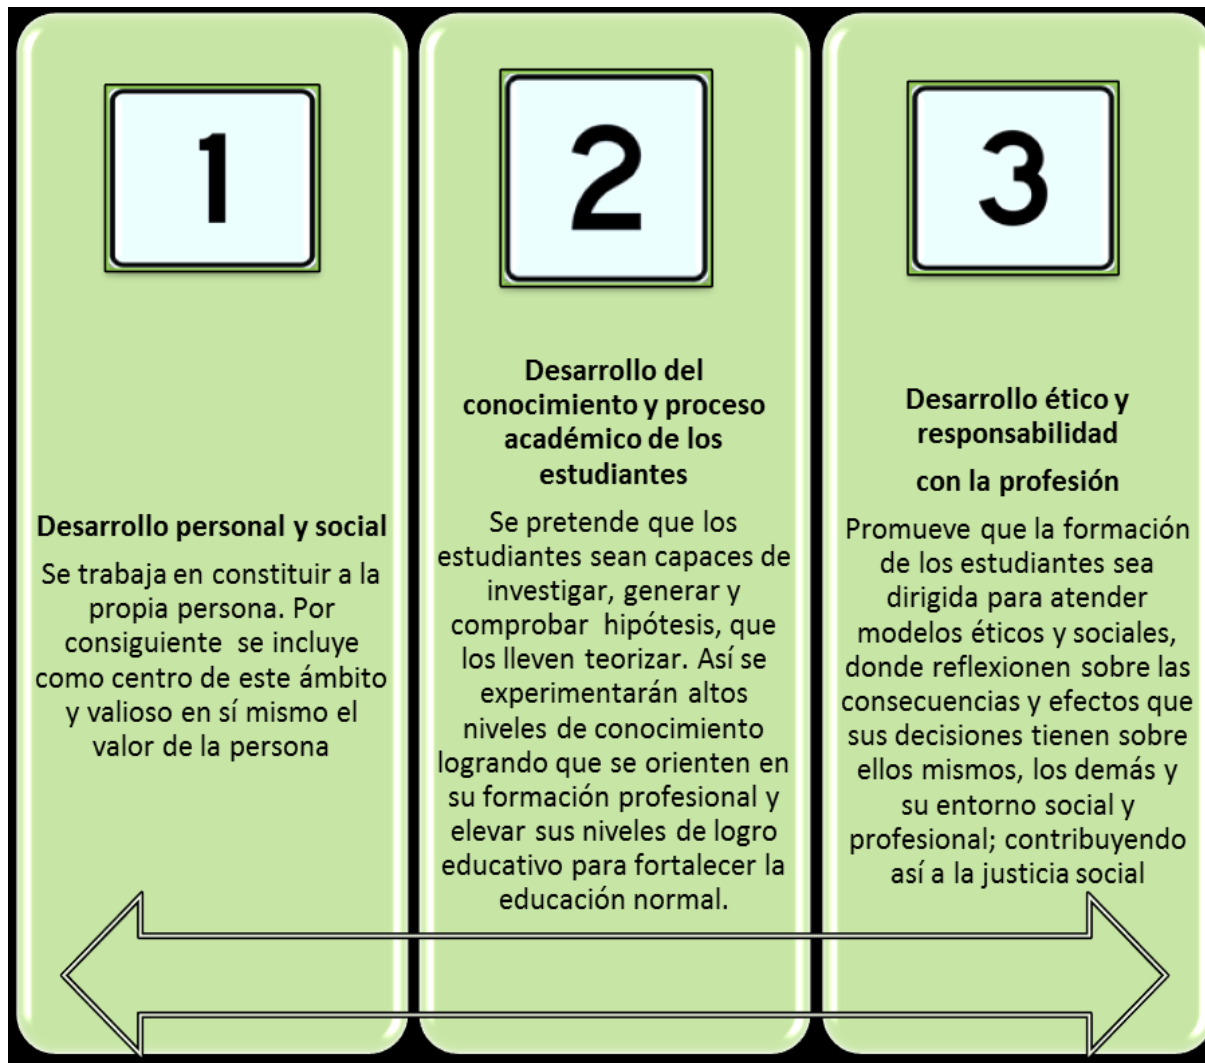 1
Desarrollo personal y social
Se trabaja en constituir a la
propia persona. Por
consiguiente  se incluye
como centro de este ámbito
y valioso en sí mismo el
valor de la persona
2
Desarrollo del
conocimiento y proceso
académico de los
estudiantes
Se pretende que los
estudiantes sean capaces de
investigar, generar y
comprobar  hipótesis, que
los lleven teorizar. Así se
experimentarán altos
niveles de conocimiento
logrando que se orienten en
su formación profesional y
elevar sus niveles de logro
educativo para fortalecer la
educación normal.
3
Desarrollo ético y
responsabilidad
con la profesión
Promueve que la formación
de los estudiantes sea
dirigida para atender
modelos éticos y sociales,
donde reflexionen sobre las
consecuencias y efectos que
sus decisiones tienen sobre
ellos mismos, los demás y
su entorno social y
profesional; contribuyendo
así a la justicia social